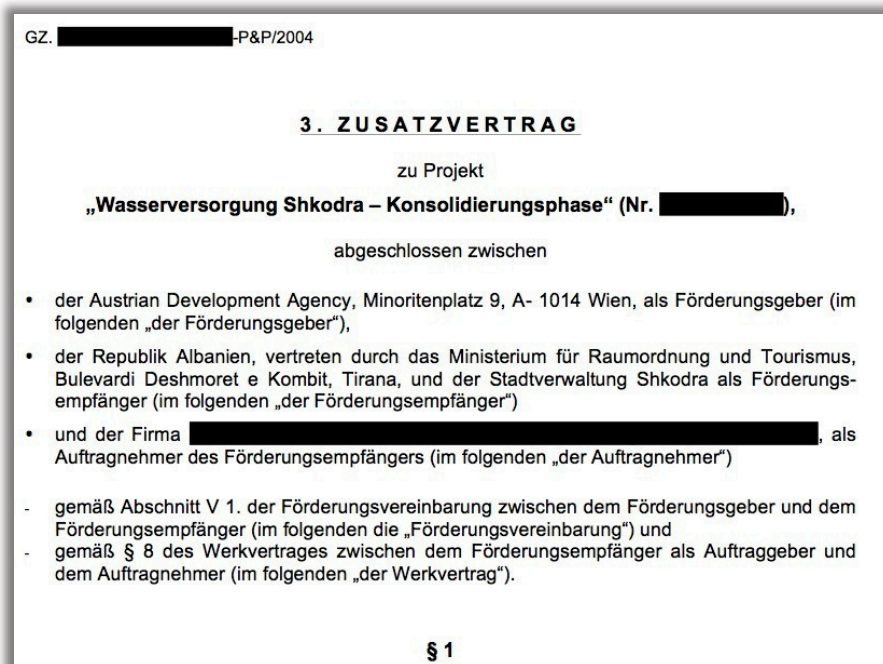 GZ. -P&P/2004
3. ZUSATZVERTRAG
zu Projekt
„Wasserversorgung Shkodra – Konsolidierungsphase“ (Nr. ),
abgeschlossen zwischen
• der Austrian Development Agency, Minoritenplatz 9, A- 1014 Wien, als Förderungsgeber (im
folgenden „der Förderungsgeber“),
• der Republik Albanien, vertreten durch das Ministerium für Raumordnung und Tourismus,
Bulevardi Deshmoret e Kombit, Tirana, und der Stadtverwaltung Shkodra als Förderungs-
empfänger (im folgenden „der Förderungsempfänger“)
• und der Firma , als
Auftragnehmer des Förderungsempfängers (im folgenden „der Auftragnehmer“)
- gemäß Abschnitt V 1. der Förderungsvereinbarung zwischen dem Förderungsgeber und dem
Förderungsempfänger (im folgenden die „Förderungsvereinbarung“) und
- gemäß § 8 des Werkvertrages zwischen dem Förderungsempfänger als Auftraggeber und
dem Auftragnehmer (im folgenden „der Werkvertrag“).
§ 1